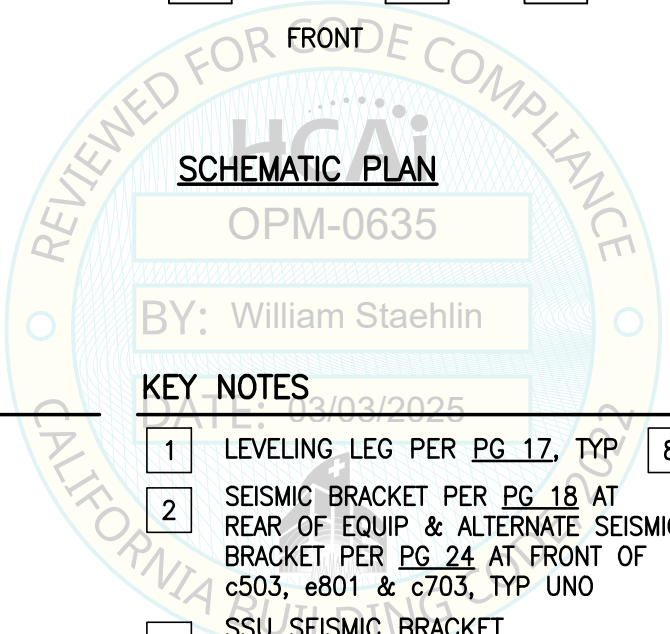 FRONT
REVIEWED FOR CODE COMPLIANCE
HCAi
SCHEMATIC PLAN
OPM-0635
BY: William Staehlin
KEY NOTES
DATE: 03/03/2025
1 LEVELING LEG PER PG 17, TYP
2 SEISMIC BRACKET PER PG 18 AT
REAR OF EQUIP & ALTERNATE SEISMIC
BRACKET PER PG 24 AT FRONT OF
c503, e801 & c703, TYP UNO
SSU SEISMIC BRACKET
CALIFORNIA BUILDING CODE 2022